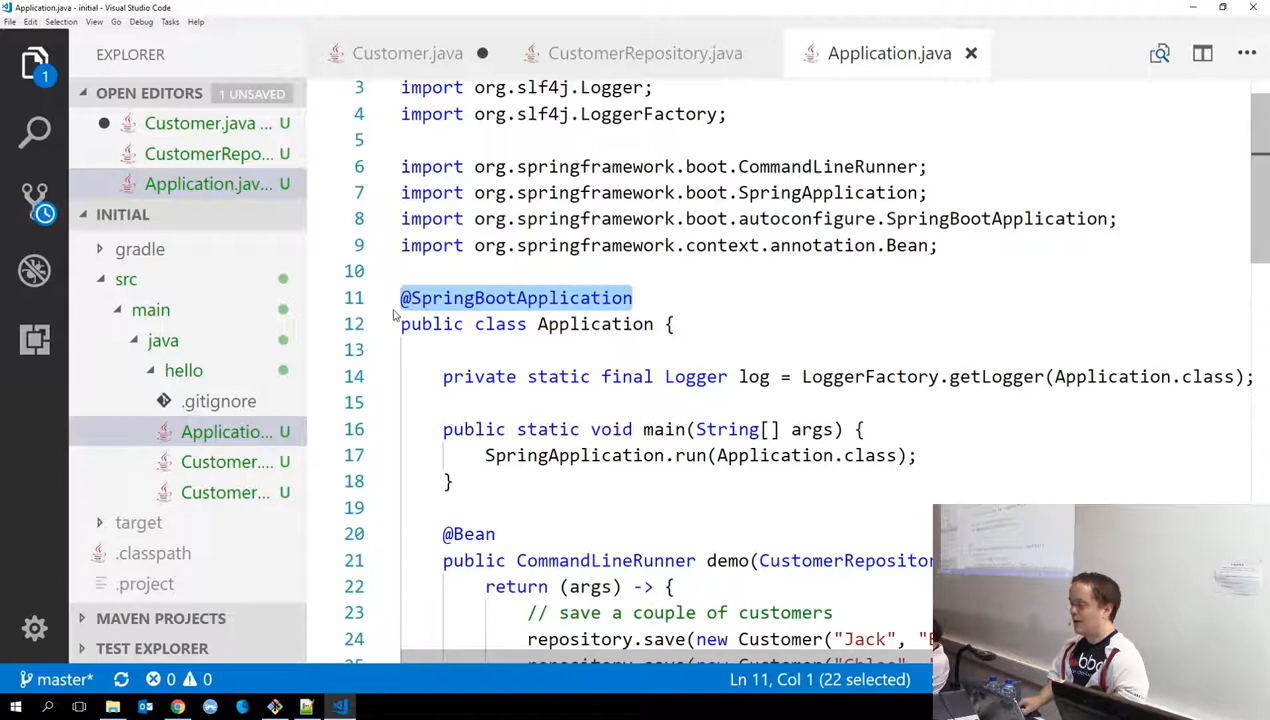 Application.java - initial - Visual Studio Code
File Edit Selection View Go Debug Tasks Help
EXPLORER
Customer.java
CustomerRepository.java
Application.java
OPEN EDITORS 1 UNSAVED
Customer.java ... U
CustomerRepo... U
Application.jav... U
INITIAL
gradle
src
main
java
hello
.gitignore
Applicatio... U
Customer.... U
Customer... U
target
.classpath
.project
MAVEN PROJECTS
TEST EXPLORER
1
3 import org.slf4j.Logger;
4 import org.slf4j.LoggerFactory;
5
6 import org.springframework.boot.CommandLineRunner;
7 import org.springframework.boot.SpringApplication;
8 import org.springframework.boot.autoconfigure.SpringBootApplication;
9 import org.springframework.context.annotation.Bean;
10
11 @SpringBootApplication
12 public class Application {
13
14 private static final Logger log = LoggerFactory.getLogger(Application.class);
15
16 public static void main(String[] args) {
17 SpringApplication.run(Application.class);
18 }
19
20 @Bean
21 public CommandLineRunner demo(CustomerRepositor
22 return (args) -> {
23 // save a couple of customers
24 repository.save(new Customer("Jack", "B
master* 0 0
Ln 11, Col 1 (22 selected)
bbd